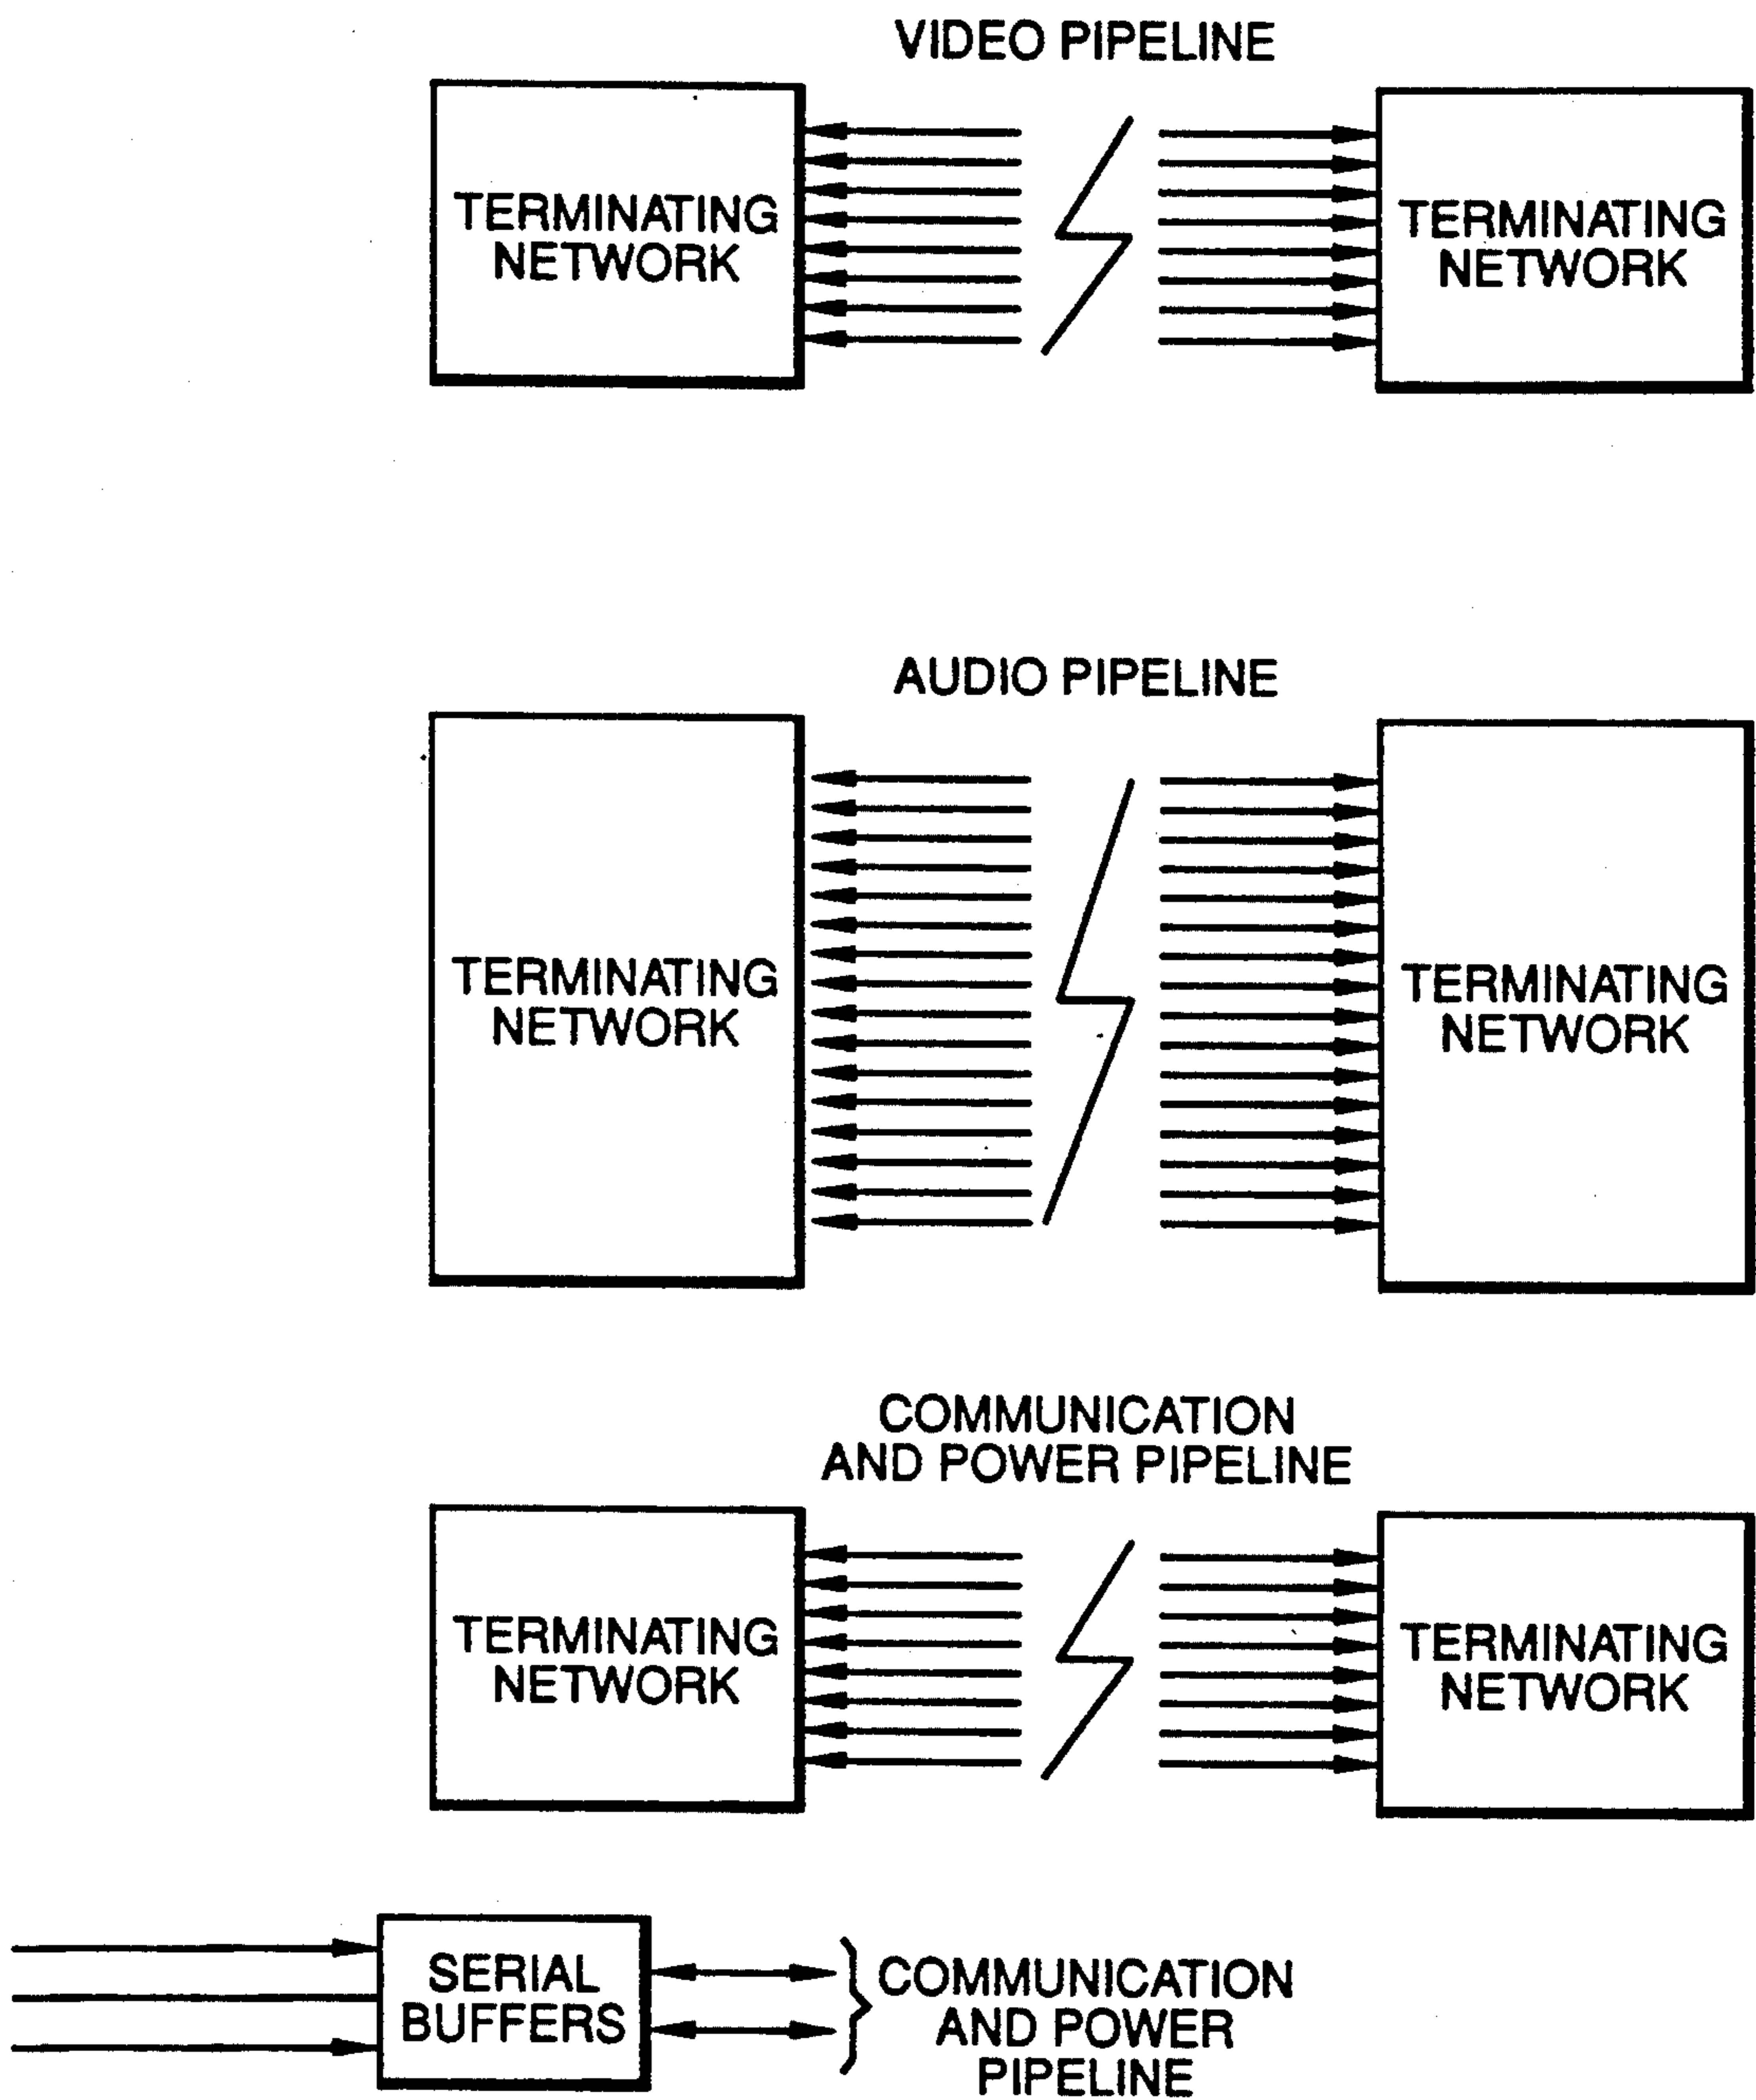 VIDEO PIPELINE
TERMINATING
NETWORK
TERMINATING
NETWORK
AUDIO PIPELINE
TERMINATING
NETWORK
TERMINATING
NETWORK
COMMUNICATION
AND POWER PIPELINE
TERMINATING
NETWORK
TERMINATING
NETWORK
SERIAL
BUFFERS
COMMUNICATION
AND POWER
PIPELINE